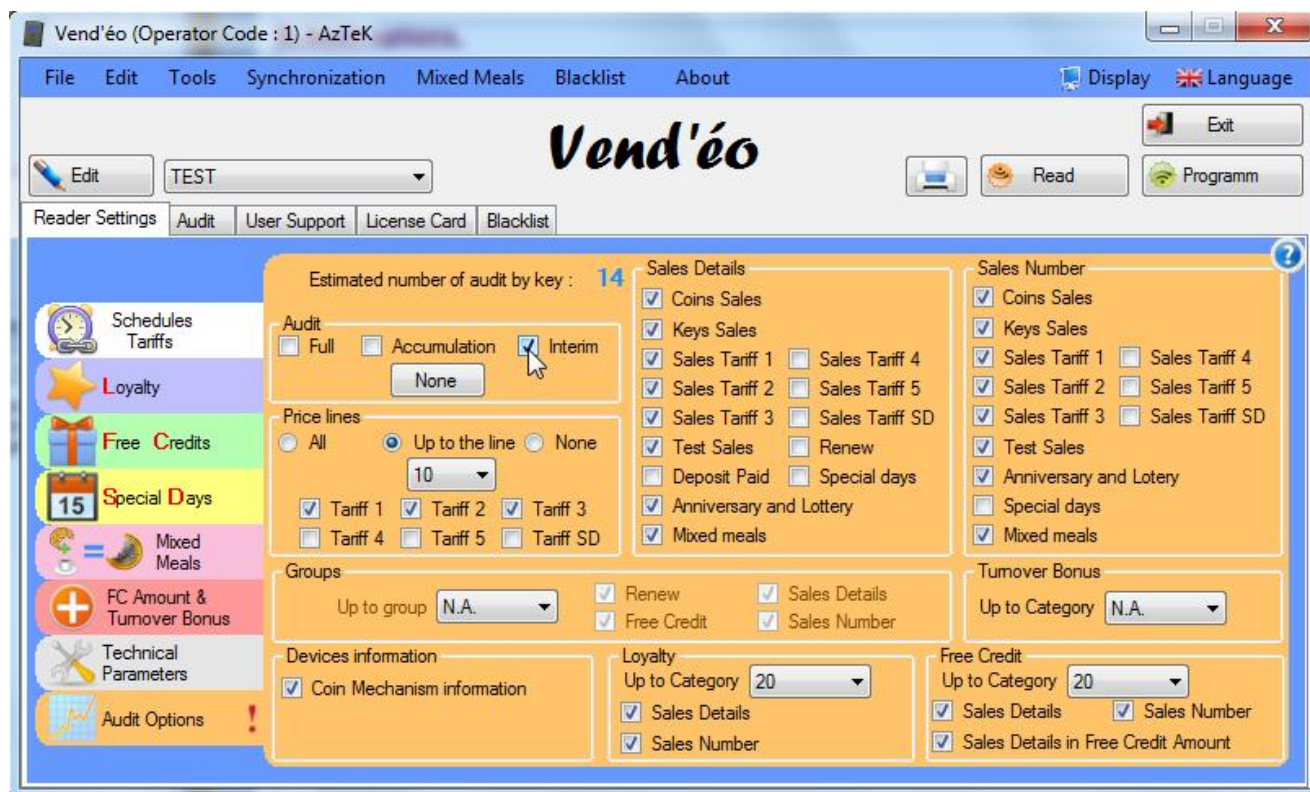 Vend'éo (Operator Code : 1) - AzTeK
File Edit Tools Synchronization Mixed Meals Blacklist About Display Language
Vend'éo
Exit
Edit TEST Read Programm
Reader Settings Audit User Support License Card Blacklist
Schedules
Tariffs
Loyalty
Free Credits
15 Special Days
Mixed
Meals
FC Amount &
Turnover Bonus
Technical
Parameters
Audit Options !
Estimated number of audit by key : 14
Audit
Full Accumulation Interim
None
Price lines
All Up to the line None
10
Tariff 1 Tariff 2 Tariff 3
Tariff 4 Tariff 5 Tariff SD
Sales Details
Coins Sales
Keys Sales
Sales Tariff 1 Sales Tariff 4
Sales Tariff 2 Sales Tariff 5
Sales Tariff 3 Sales Tariff SD
Test Sales Renew
Deposit Paid Special days
Anniversary and Lottery
Mixed meals
Sales Number
Coins Sales
Keys Sales
Sales Tariff 1 Sales Tariff 4
Sales Tariff 2 Sales Tariff 5
Sales Tariff 3 Sales Tariff SD
Test Sales
Anniversary and Lotery
Special days
Mixed meals
?
Groups
Up to group N.A. Renew Sales Details
Free Credit Sales Number
Turnover Bonus
Up to Category N.A.
Devices information
Coin Mechanism information
Loyalty
Up to Category 20
Sales Details
Sales Number
Free Credit
Up to Category 20
Sales Details Sales Number
Sales Details in Free Credit Amount